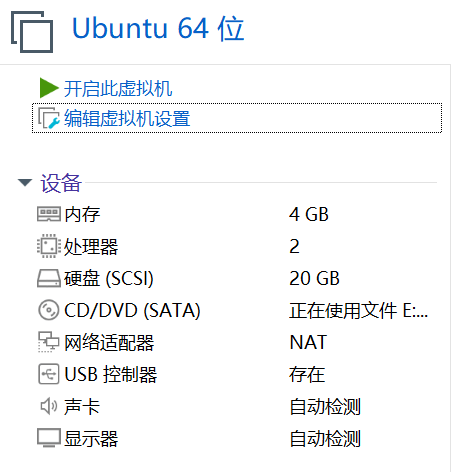 Ubuntu 64 位
开启此虚拟机
编辑虚拟机设置
设备
内存 4 GB
处理器 2
硬盘 (SCSI) 20 GB
CD/DVD (SATA) 正在使用文件 E:...
网络适配器 NAT
USB 控制器 存在
声卡 自动检测
显示器 自动检测